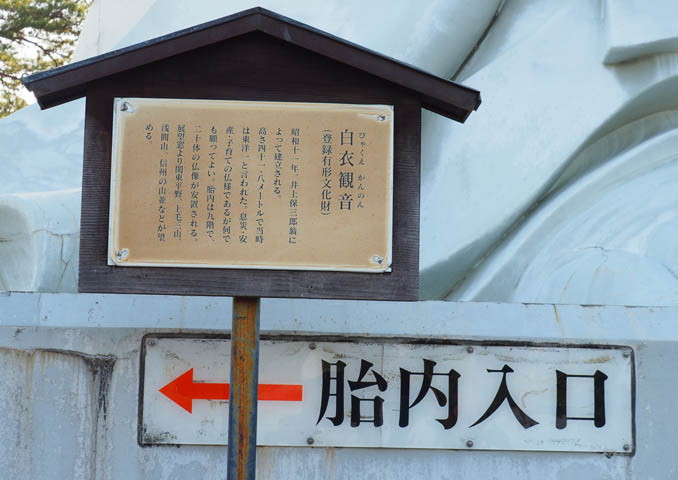 びゃくえ かんのん
白衣観音
(登録有形文化財)
昭和十一年、井上保三郎翁に
よって建立される。
高さ四十一・八メートルで当時
は東洋一と言われた。息災・安
産・子育ての仏様であるが何で
も願ってよい。胎内は九階で、
二十体の仏像が安置される。
展望窓より関東平野、上毛三山、
浅間山、信州の山並などが望
める。
胎内入口